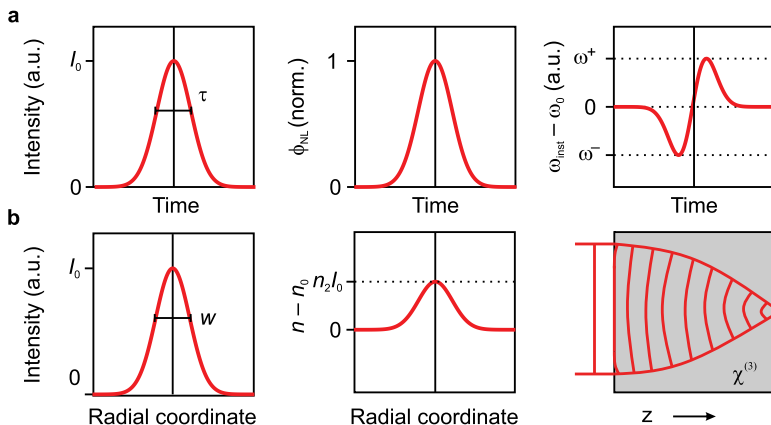 a
Intensity (a.u.)
I₀
0
τ
Time
ϕNL (norm.)
1
0
Time
ωinst − ω₀ (a.u.)
ω⁺
0
ω⁻
Time
b
Intensity (a.u.)
I₀
0
w
Radial coordinate
n − n₀
n₂I₀
0
Radial coordinate
χ⁽³⁾
z